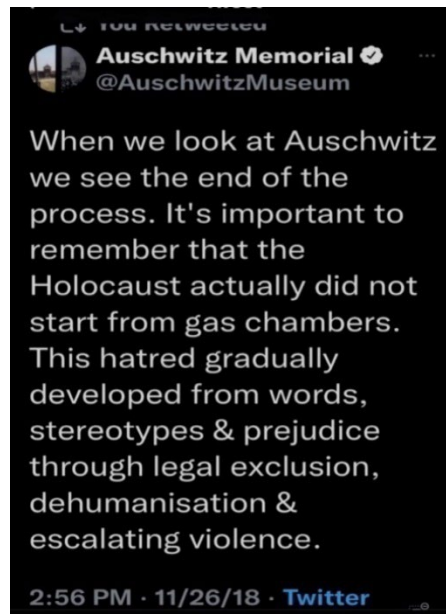 You Retweeted
Auschwitz Memorial
@AuschwitzMuseum
When we look at Auschwitz
we see the end of the
process. It's important to
remember that the
Holocaust actually did not
start from gas chambers.
This hatred gradually
developed from words,
stereotypes & prejudice
through legal exclusion,
dehumanisation &
escalating violence.
2:56 PM · 11/26/18 · Twitter